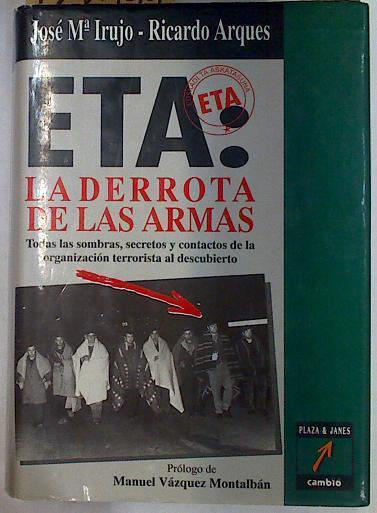 José Mª Irujo - Ricardo Arques
ETA:
ETA
LA DERROTA
DE LAS ARMAS
Todas las sombras, secretos y contactos de la
organización terrorista al descubierto
Prólogo de
Manuel Vázquez Montalbán
PLAZA & JANES
cambio